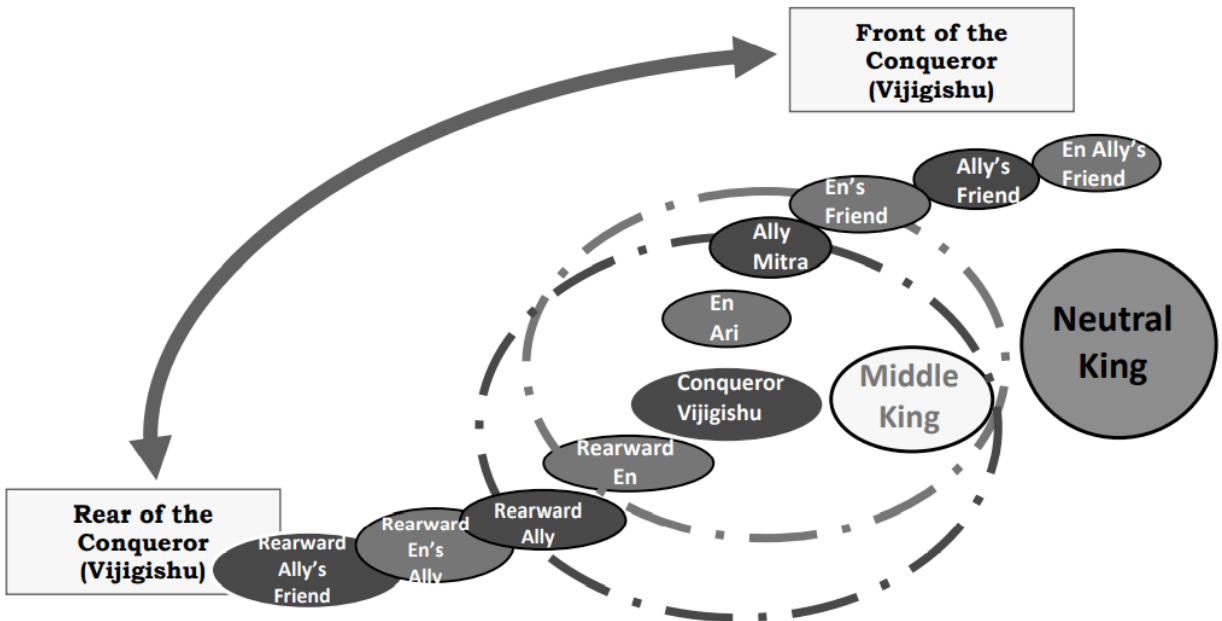 Front of the
Conqueror
(Vijigishu)
En Ally’s
Friend
Ally’s
Friend
En’s
Friend
Ally
Mitra
En
Ari
Neutral
King
Middle
King
Conqueror
Vijigishu
Rearward
En
Rearward
Ally
Rearward
En’s
Ally
Rearward
Ally’s
Friend
Rear of the
Conqueror
(Vijigishu)